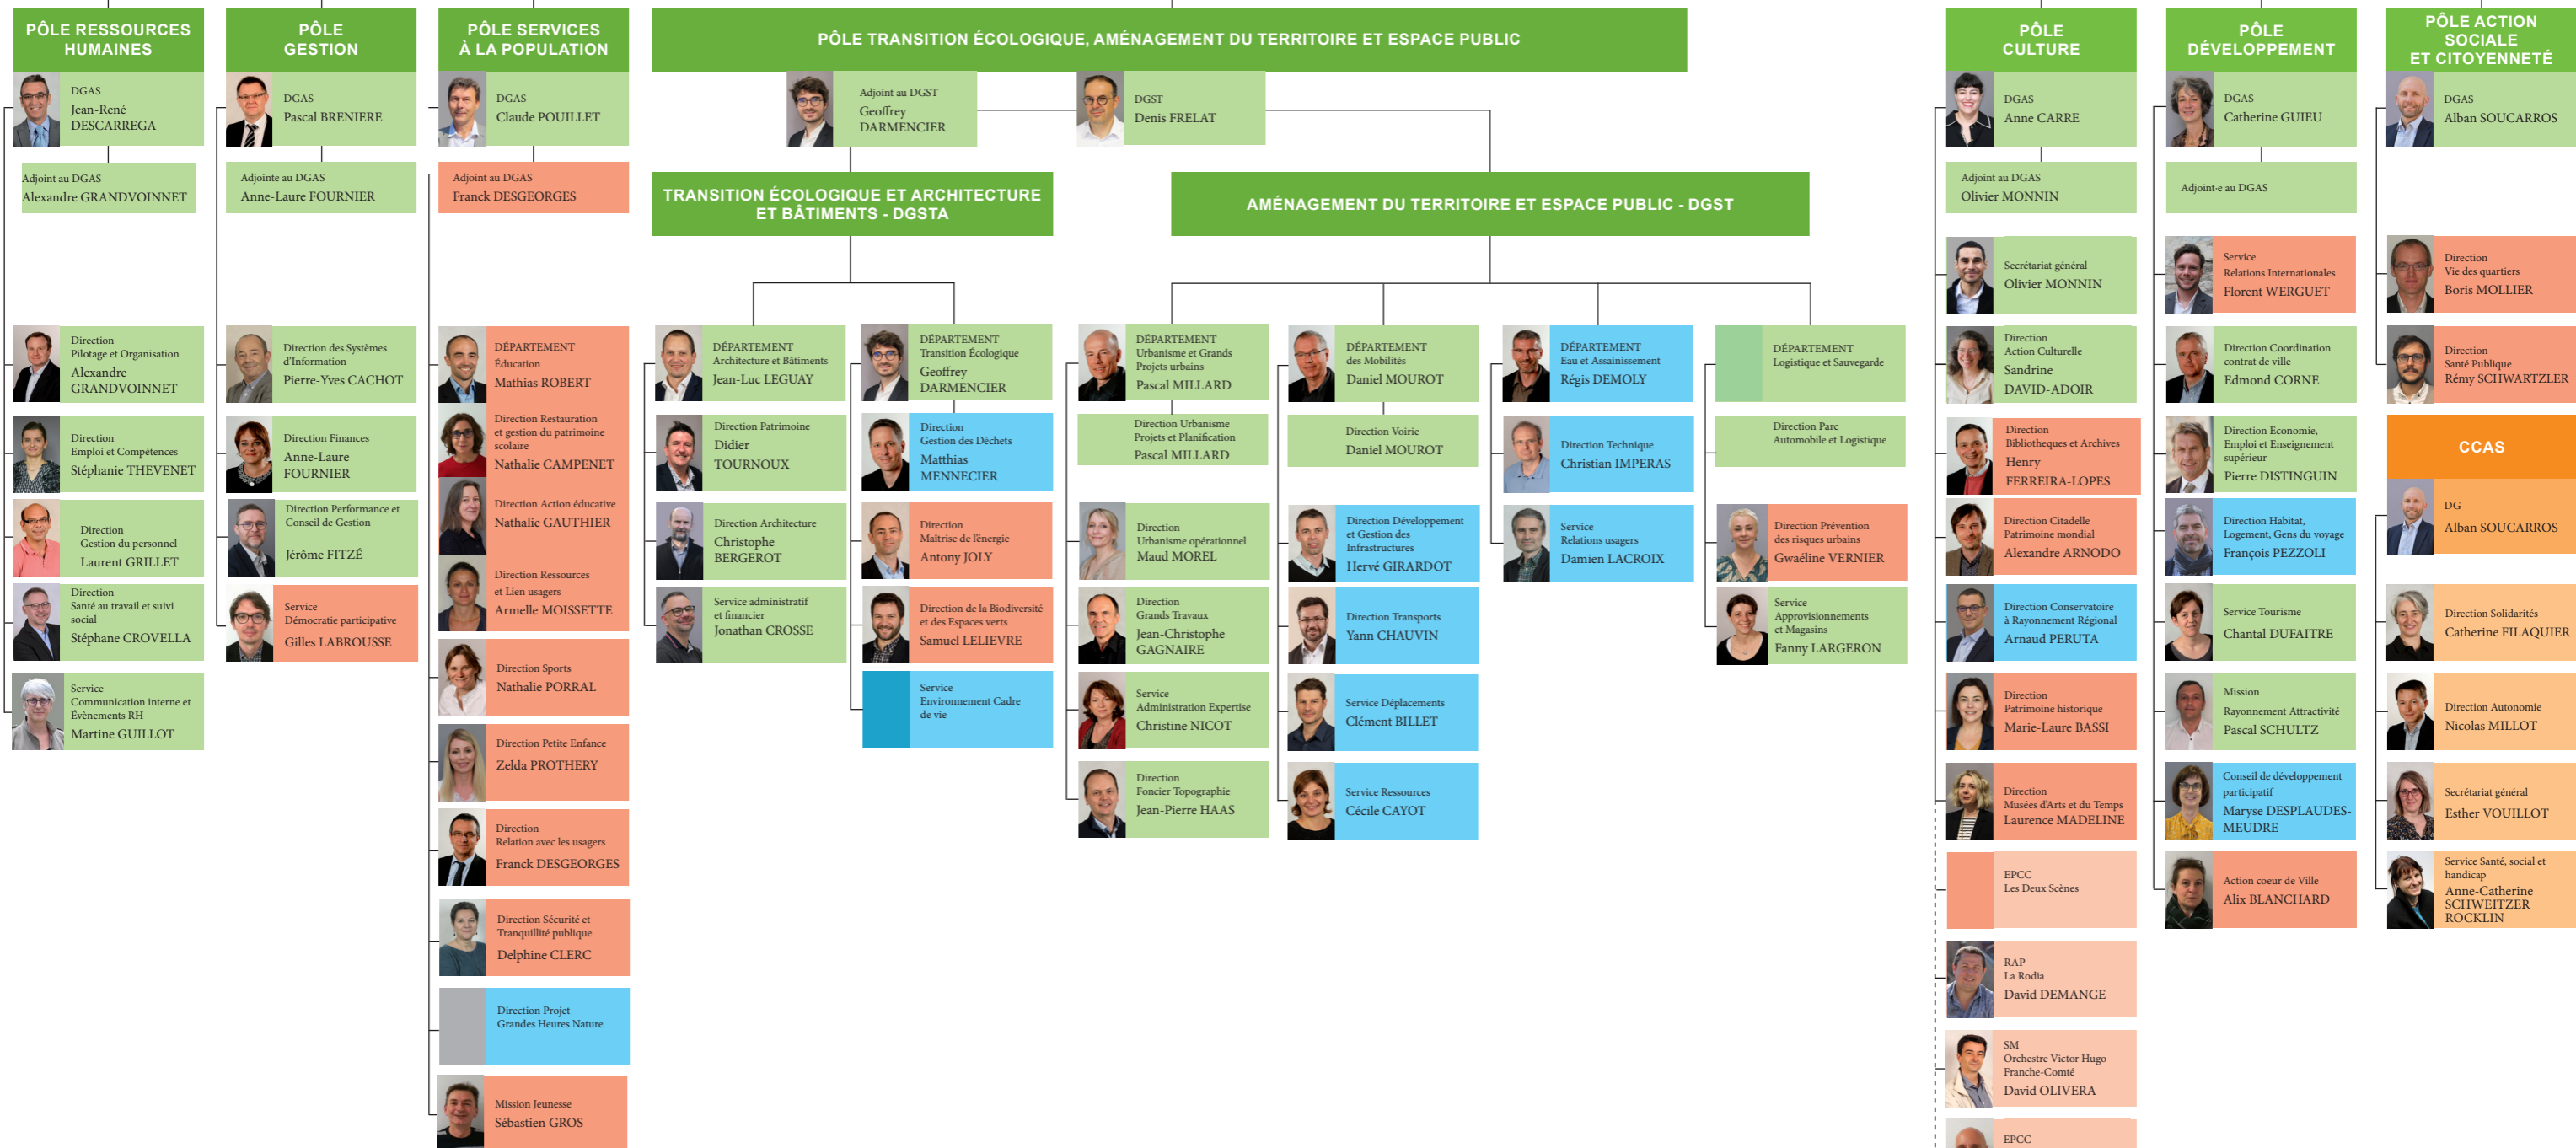 PÔLE RESSOURCES
HUMAINES
DGAS
Jean-René
DESCARREGA
Adjoint au DGAS
Alexandre GRANDVOINNET
Direction
Pilotage et Organisation
Alexandre
GRANDVOINNET
Direction
Emploi et Compétences
Stéphanie THEVENET
Direction
Gestion du personnel
Laurent GRILLET
Direction
Santé au travail et suivi
social
Stéphane CROVELLA
Service
Communication interne et
Évènements RH
Martine GUILLOT
PÔLE
GESTION
DGAS
Pascal BRENIERE
Adjointe au DGAS
Anne-Laure FOURNIER
Direction des Systèmes
d'Information
Pierre-Yves CACHOT
Direction Finances
Anne-Laure
FOURNIER
Direction Performance et
Conseil de Gestion
Jérôme FITZÉ
Service
Démocratie participative
Gilles LABROUSSE
PÔLE SERVICES
À LA POPULATION
DGAS
Claude POUILLET
Adjoint au DGAS
Franck DESGEORGES
DÉPARTEMENT
Éducation
Mathias ROBERT
Direction Restauration
et gestion du patrimoine
scolaire
Nathalie CAMPENET
Direction Action éducative
Nathalie GAUTHIER
Direction Ressources
et Lien usagers
Armelle MOISSETTE
Direction Sports
Nathalie PORRAL
Direction Petite Enfance
Zelda PROTHERY
Direction
Relation avec les usagers
Franck DESGEORGES
Direction Sécurité et
Tranquillité publique
Delphine CLERC
Direction Projet
Grandes Heures Nature
Mission Jeunesse
Sébastien GROS
PÔLE TRANSITION ÉCOLOGIQUE, AMÉNAGEMENT DU TERRITOIRE ET ESPACE PUBLIC
Adjoint au DGST
Geoffrey
DARMENCIER
DGST
Denis FRELAT
TRANSITION ÉCOLOGIQUE ET ARCHITECTURE
ET BÂTIMENTS - DGSTA
DÉPARTEMENT
Architecture et Bâtiments
Jean-Luc LEGUAY
Direction Patrimoine
Didier
TOURNOUX
Direction Architecture
Christophe
BERGEROT
Service administratif
et financier
Jonathan CROSSE
DÉPARTEMENT
Transition Écologique
Geoffrey
DARMENCIER
Direction
Gestion des Déchets
Matthias
MENNECIER
Direction
Maîtrise de l'énergie
Antony JOLY
Direction de la Biodiversité
et des Espaces verts
Samuel LELIEVRE
Service
Environnement Cadre
de vie
AMÉNAGEMENT DU TERRITOIRE ET ESPACE PUBLIC - DGST
DÉPARTEMENT
Urbanisme et Grands
Projets urbains
Pascal MILLARD
Direction Urbanisme
Projets et Planification
Pascal MILLARD
Direction
Urbanisme opérationnel
Maud MOREL
Direction
Grands Travaux
Jean-Christophe
GAGNAIRE
Service
Administration Expertise
Christine NICOT
Direction
Foncier Topographie
Jean-Pierre HAAS
DÉPARTEMENT
des Mobilités
Daniel MOUROT
Direction Voirie
Daniel MOUROT
Direction Développement
et Gestion des
Infrastructures
Hervé GIRARDOT
Direction Transports
Yann CHAUVIN
Service Déplacements
Clément BILLET
Service Ressources
Cécile CAYOT
DÉPARTEMENT
Eau et Assainissement
Régis DEMOLY
Direction Technique
Christian IMPERAS
Service
Relations usagers
Damien LACROIX
DÉPARTEMENT
Logistique et Sauvegarde
Direction Parc
Automobile et Logistique
Direction Prévention
des risques urbains
Gwaéline VERNIER
Service
Approvisionnements
et Magasins
Fanny LARGERON
PÔLE
CULTURE
DGAS
Anne CARRE
Adjoint au DGAS
Olivier MONNIN
Secrétariat général
Olivier MONNIN
Direction
Action Culturelle
Sandrine
DAVID-ADOIR
Direction
Bibliotheques et Archives
Henry
FERREIRA-LOPES
Direction Citadelle
Patrimoine mondial
Alexandre ARNODO
Direction Conservatoire
à Rayonnement Régional
Arnaud PERUTA
Direction
Patrimoine historique
Marie-Laure BASSI
Direction
Musées d'Arts et du Temps
Laurence MADELINE
EPCC
Les Deux Scènes
RAP
La Rodia
David DEMANGE
SM
Orchestre Victor Hugo
Franche-Comté
David OLIVERA
EPCC
PÔLE
DÉVELOPPEMENT
DGAS
Catherine GUIEU
Adjoint·e au DGAS
Service
Relations Internationales
Florent WERGUET
Direction Coordination
contrat de ville
Edmond CORNE
Direction Economie,
Emploi et Enseignement
supérieur
Pierre DISTINGUIN
Direction Habitat,
Logement, Gens du voyage
François PEZZOLI
Service Tourisme
Chantal DUFAITRE
Mission
Rayonnement Attractivité
Pascal SCHULTZ
Conseil de développement
participatif
Maryse DESPLAUDES-
MEUDRE
Action coeur de Ville
Alix BLANCHARD
PÔLE ACTION
SOCIALE
ET CITOYENNETÉ
DGAS
Alban SOUCARROS
Direction
Vie des quartiers
Boris MOLLIER
Direction
Santé Publique
Rémy SCHWARTZLER
CCAS
DG
Alban SOUCARROS
Direction Solidarités
Catherine FILAQUIER
Direction Autonomie
Nicolas MILLOT
Secrétariat général
Esther VOUILLOT
Service Santé, social et
handicap
Anne-Catherine
SCHWEITZER-
ROCKLIN